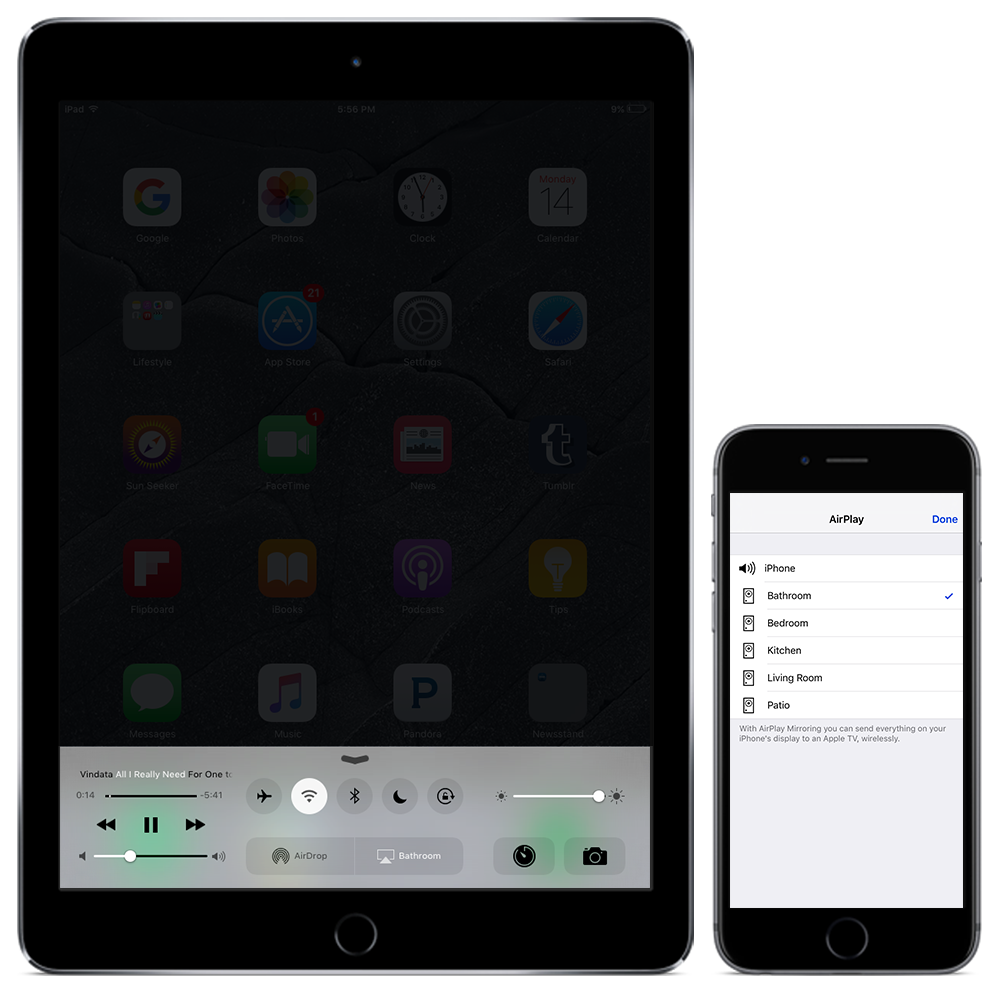 iPad 5:56 PM 9%
Monday
14
Google Photos Clock Calendar
21
Lifestyle App Store Settings Safari
1
Sun Seeker FaceTime News Tumblr
Flipboard iBooks Podcasts Tips
P
Messages Music Pandora Newsstand
Vindata All I Really Need For One to
0:14 -5:41
AirDrop Bathroom
AirPlay Done
iPhone
Bathroom
Bedroom
Kitchen
Living Room
Patio
With AirPlay Mirroring you can send everything on your
iPhone's display to an Apple TV, wirelessly.